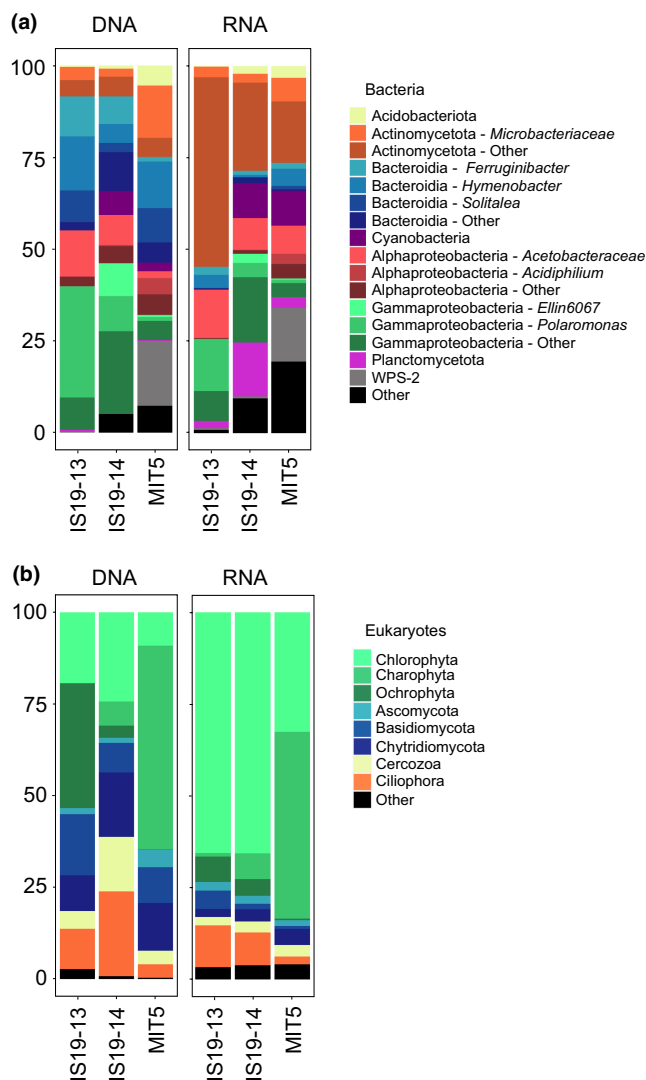 (a)
DNA
RNA
100
75
50
25
0
IS19-13
IS19-14
MIT5
IS19-13
IS19-14
MIT5
Bacteria
Acidobacteriota
Actinomycetota - Microbacteriaceae
Actinomycetota - Other
Bacteroidia - Ferruginibacter
Bacteroidia - Hymenobacter
Bacteroidia - Solitalea
Bacteroidia - Other
Cyanobacteria
Alphaproteobacteria - Acetobacteraceae
Alphaproteobacteria - Acidiphilium
Alphaproteobacteria - Other
Gammaproteobacteria - Ellin6067
Gammaproteobacteria - Polaromonas
Gammaproteobacteria - Other
Planctomycetota
WPS-2
Other
(b)
DNA
RNA
100
75
50
25
0
IS19-13
IS19-14
MIT5
IS19-13
IS19-14
MIT5
Eukaryotes
Chlorophyta
Charophyta
Ochrophyta
Ascomycota
Basidiomycota
Chytridiomycota
Cercozoa
Ciliophora
Other